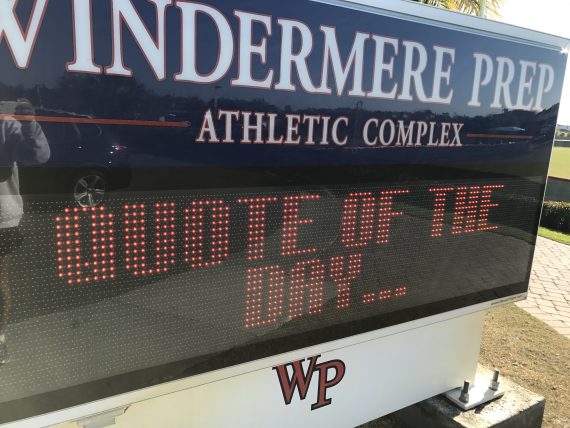 WINDERMERE PREP
ATHLETIC COMPLEX
QUOTE OF THE
DAY...
WP